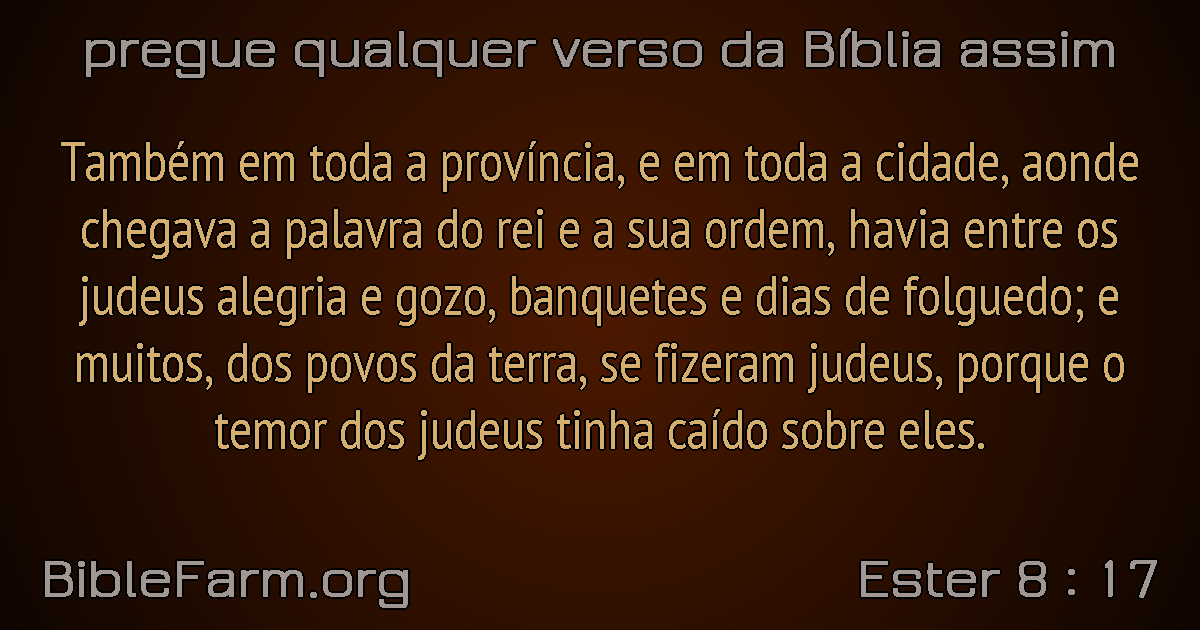 pregue qualquer verso da Bíblia assim
Também em toda a província, e em toda a cidade, aonde
chegava a palavra do rei e a sua ordem, havia entre os
judeus alegria e gozo, banquetes e dias de folguedo; e
muitos, dos povos da terra, se fizeram judeus, porque o
temor dos judeus tinha caído sobre eles.
BibleFarm.org
Ester 8 : 17